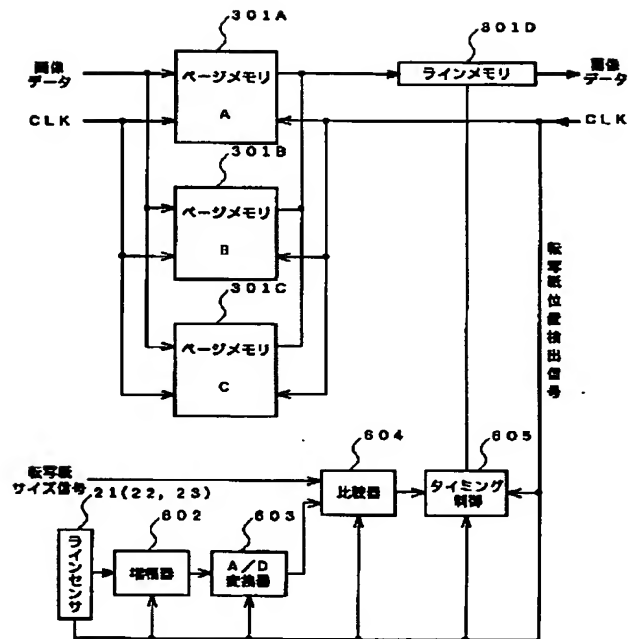 301A
301D
画像
データ
CLK
ページメモリ
A
ラインメモリ
画像
データ
CLK
301B
ページメモリ
B
301C
ページメモリ
C
転写紙位置検出信号
転写紙
サイズ信号
21(22, 23)
602
603
604
605
ラインセンサ
増幅器
A/D
変換器
比較器
タイミング
制御